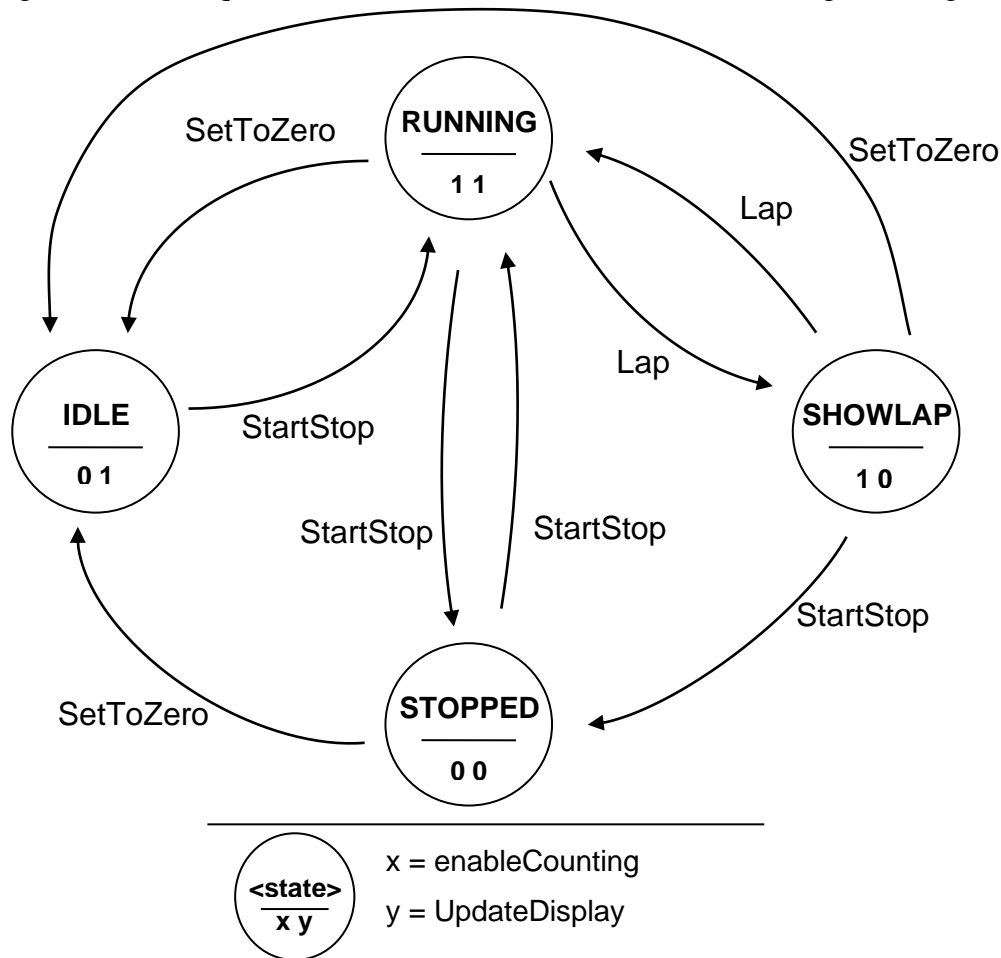 SetToZero
RUNNING
1 1
SetToZero
Lap
Lap
IDLE
0 1
StartStop
SHOWLAP
1 0
StartStop
StartStop
StartStop
SetToZero
STOPPED
0 0
<state>
x y
x = enableCounting
y = UpdateDisplay